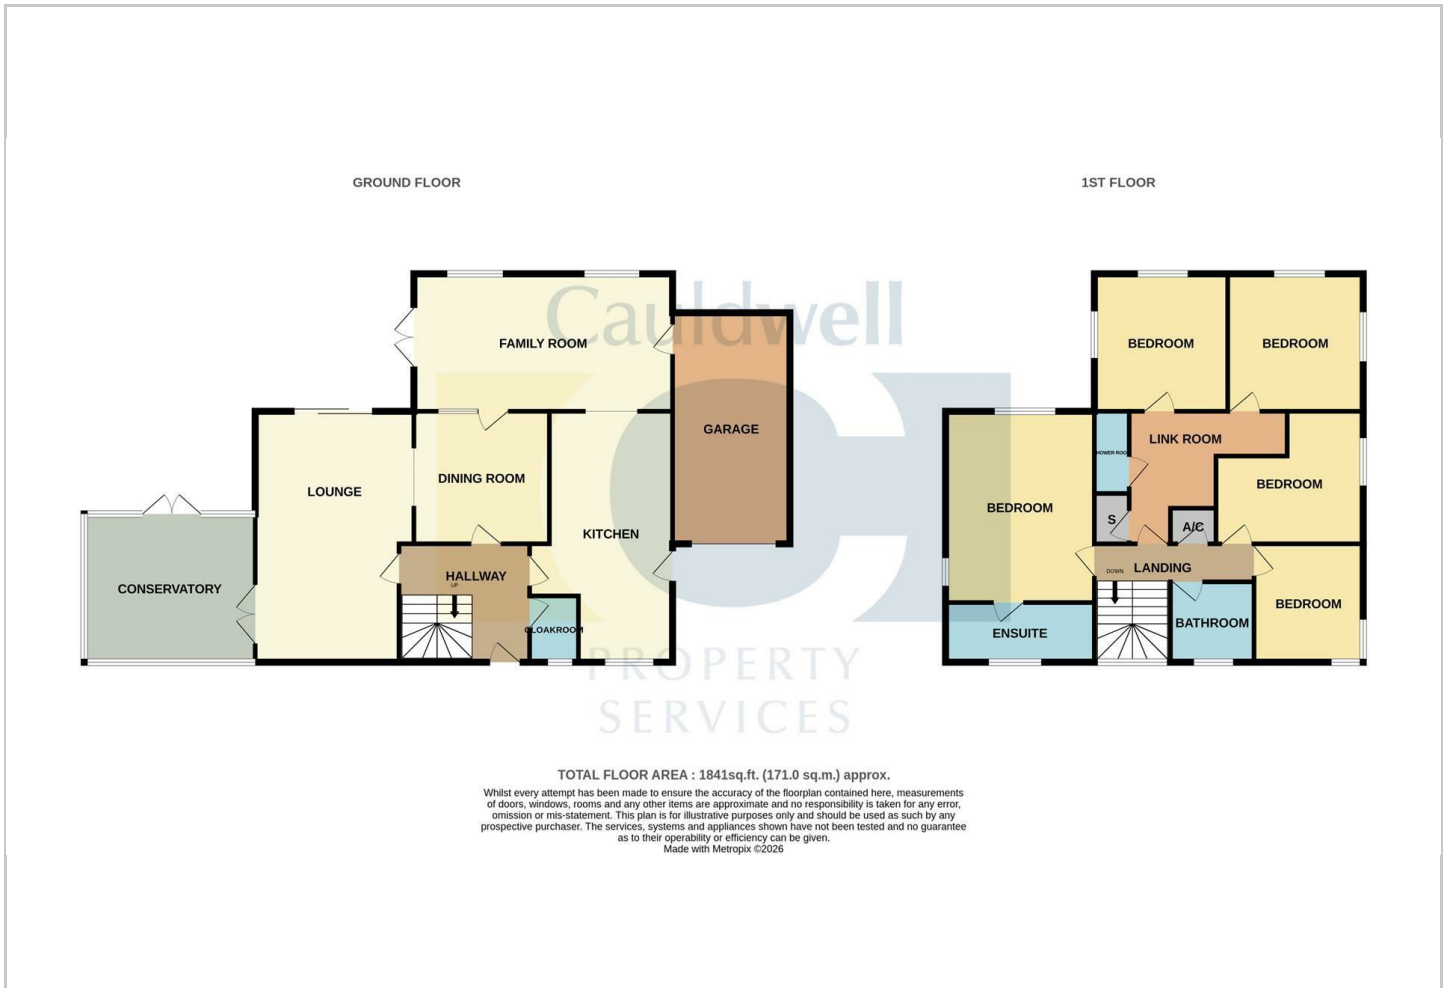 GROUND FLOOR
1ST FLOOR
Cauldwell
FAMILY ROOM
BEDROOM
BEDROOM
GARAGE
LINK ROOM
LOUNGE
DINING ROOM
SHOWER ROOM
BEDROOM
BEDROOM
S
A/C
KITCHEN
CONSERVATORY
HALLWAY
UP
LANDING
DOWN
CLOAKROOM
ENSUITE
BATHROOM
BEDROOM
PROPERTY
SERVICES
TOTAL FLOOR AREA : 1841sq.ft. (171.0 sq.m.) approx.
Whilst every attempt has been made to ensure the accuracy of the floorplan contained here, measurements
of doors, windows, rooms and any other items are approximate and no responsibility is taken for any error,
omission or mis-statement. This plan is for illustrative purposes only and should be used as such by any
prospective purchaser. The services, systems and appliances shown have not been tested and no guarantee
as to their operability or efficiency can be given.
Made with Metropix ©2026